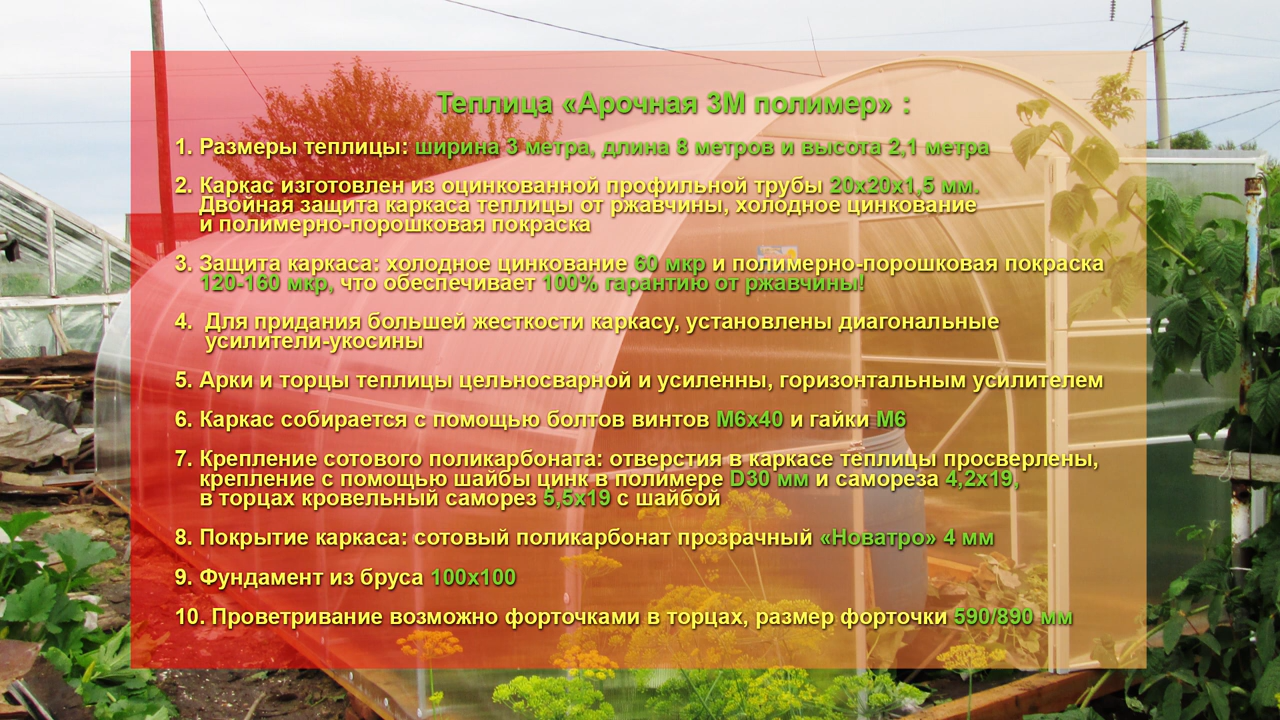 Теплица «Арочная 3М полимер» :
1. Размеры теплицы: ширина 3 метра, длина 8 метров и высота 2,1 метра
2. Каркас изготовлен из оцинкованной профильной трубы 20х20х1,5 мм.
Двойная защита каркаса теплицы от ржавчины, холодное цинкование
и полимерно-порошковая покраска
3. Защита каркаса: холодное цинкование 60 мкр и полимерно-порошковая покраска
120-160 мкр, что обеспечивает 100% гарантию от ржавчины!
4. Для придания большей жесткости каркасу, установлены диагональные
усилители-укосины
5. Арки и торцы теплицы цельносварной и усиленны, горизонтальным усилителем
6. Каркас собирается с помощью болтов винтов М6х40 и гайки М6
7. Крепление сотового поликарбоната: отверстия в каркасе теплицы просверлены,
крепление с помощью шайбы цинк в полимере D30 мм и самореза 4,2х19,
в торцах кровельный саморез 5,5х19 с шайбой
8. Покрытие каркаса: сотовый поликарбонат прозрачный «Новатро» 4 мм
9. Фундамент из бруса 100х100
10. Проветривание возможно форточками в торцах, размер форточки 590/890 мм